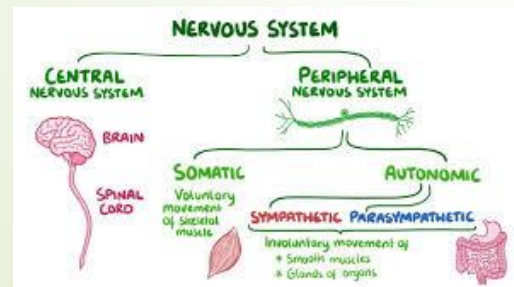 NERVOUS SYSTEM
CENTRAL
NERVOUS SYSTEM
BRAIN
SPINAL
CORD
PERIPHERAL
NERVOUS SYSTEM
SOMATIC
Voluntary
movement
of skeletal
muscle
AUTONOMIC
SYMPATHETIC PARASYMPATHETIC
Involuntary movement of
* Smooth muscles
* Glands of organs